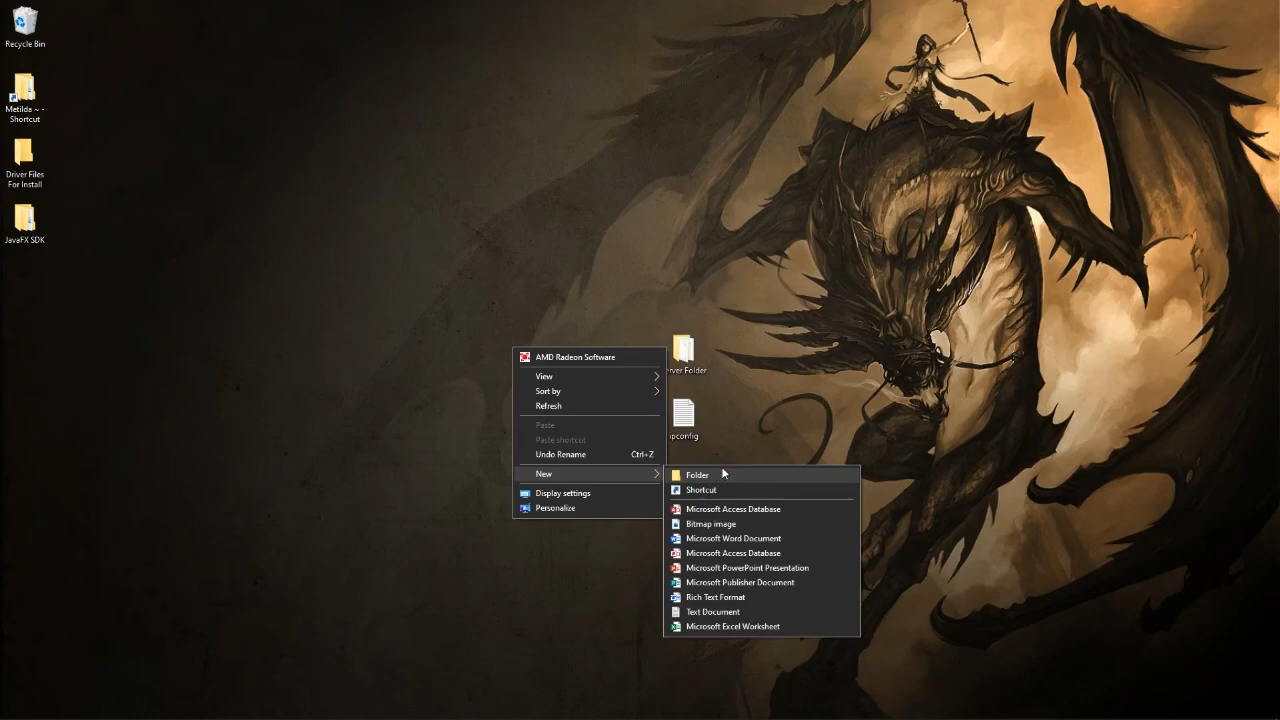 Recycle Bin
Metilda ~ -
Shortcut
Driver Files
For Install
JavaFX SDK
erver Folder
ipconfig
AMD Radeon Software
View
Sort by
Refresh
Paste
Paste shortcut
Undo Rename Ctrl+Z
New
Display settings
Personalize
Folder
Shortcut
Microsoft Access Database
Bitmap image
Microsoft Word Document
Microsoft Access Database
Microsoft PowerPoint Presentation
Microsoft Publisher Document
Rich Text Format
Text Document
Microsoft Excel Worksheet